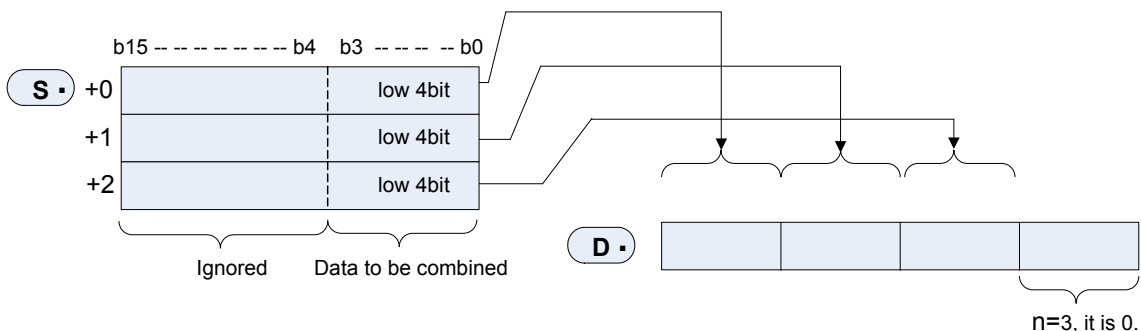 b15 -- -- -- -- -- -- -- b4 b3 -- -- -- -- b0
S · +0 low 4bit
+1 low 4bit
+2 low 4bit
Ignored Data to be combined
D ·
n=3, it is 0.